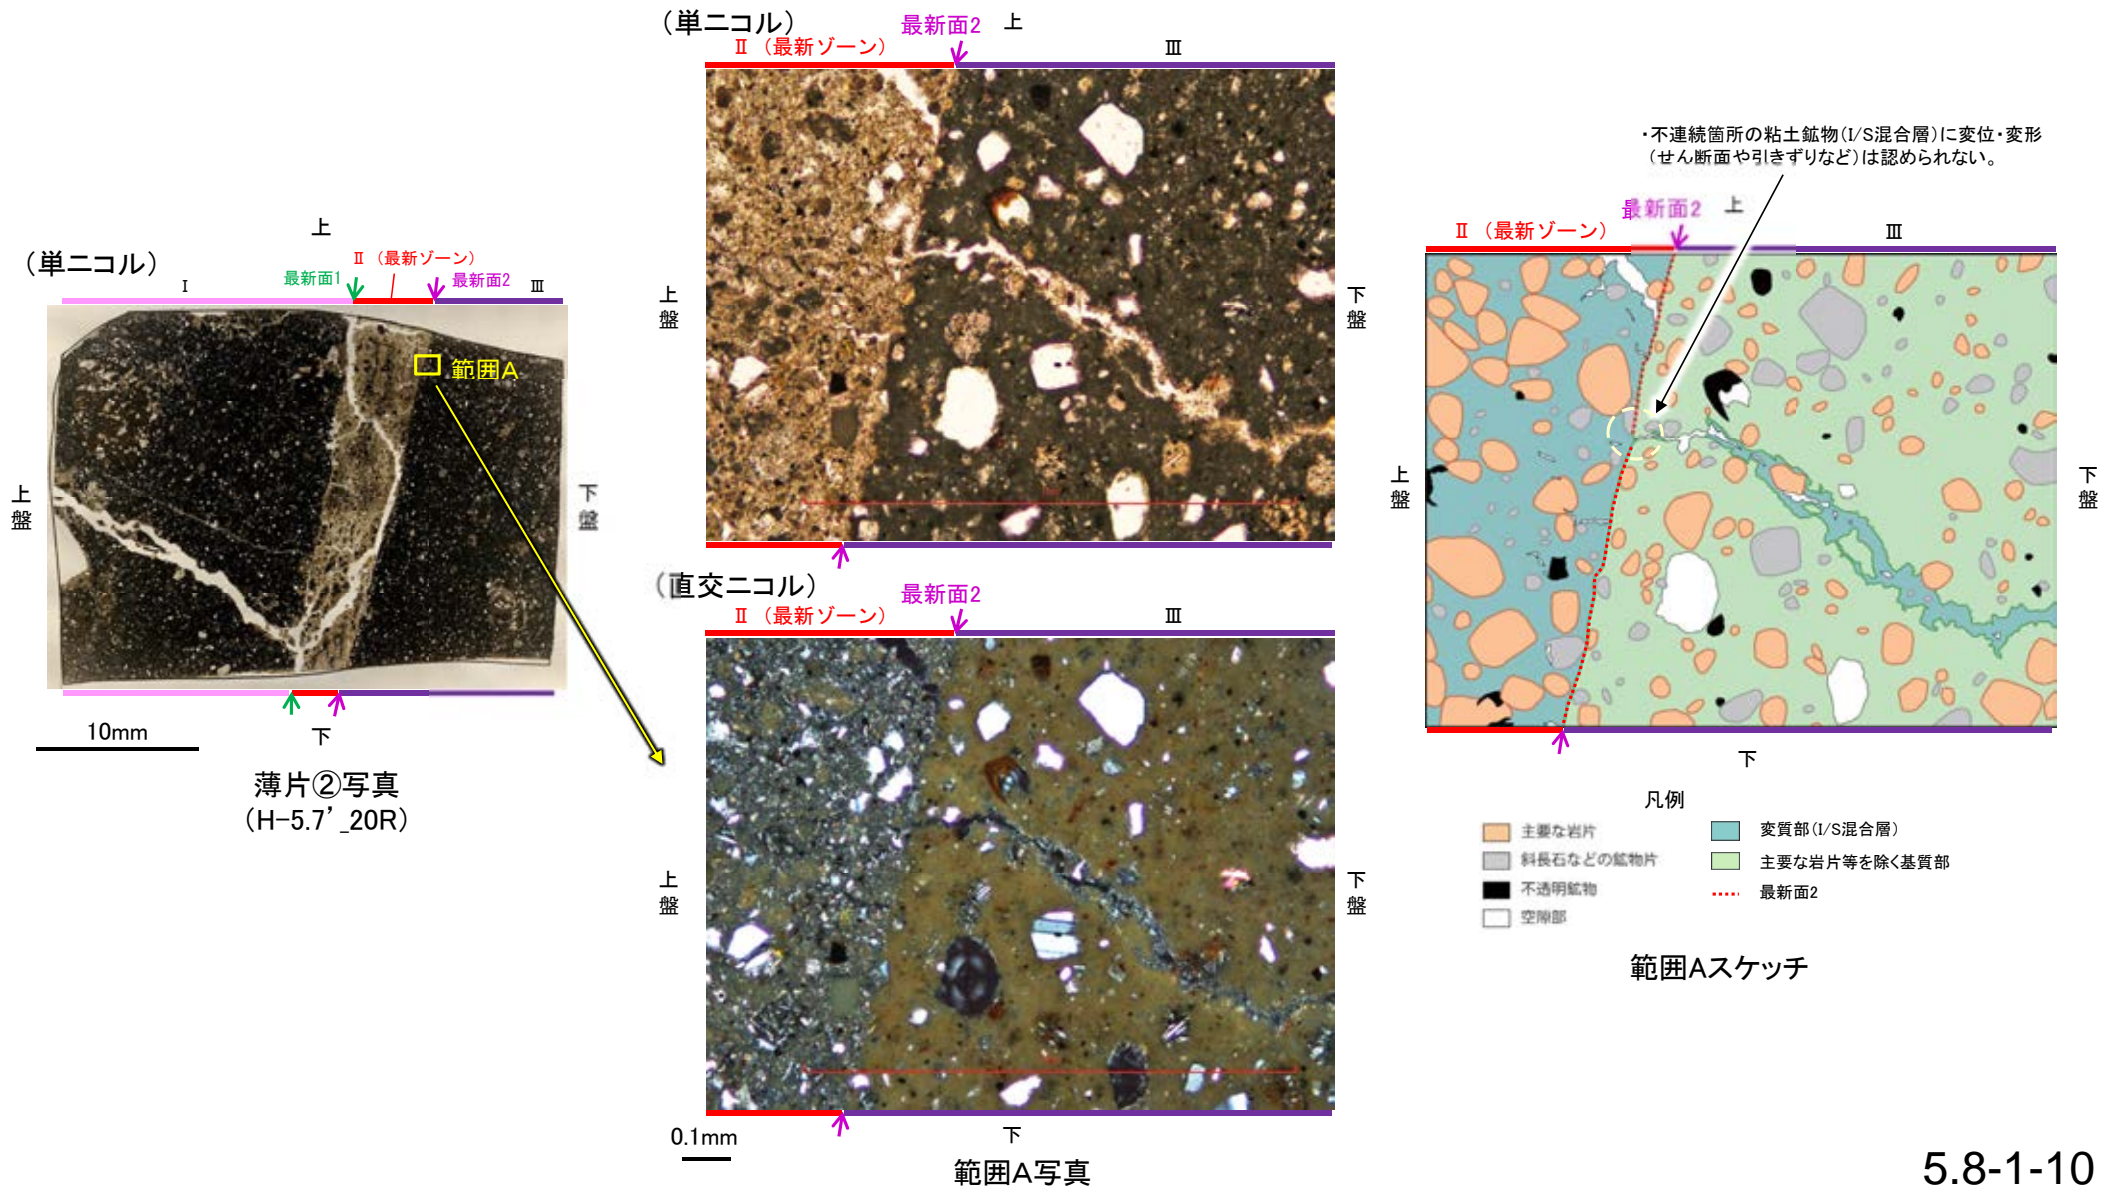 (単ニコル)
上
Ⅰ
最新面1
Ⅱ (最新ゾーン)
最新面2
Ⅲ
範囲A
上盤
下盤
下
10mm
薄片②写真
(H-5.7’_20R)
(単ニコル)
Ⅱ (最新ゾーン)
最新面2
上
Ⅲ
上盤
下盤
(直交ニコル)
Ⅱ (最新ゾーン)
最新面2
Ⅲ
上盤
下盤
0.1mm
下
範囲A写真
・不連続箇所の粘土鉱物(I/S混合層)に変位・変形
(せん断面や引きずりなど)は認められない。
Ⅱ (最新ゾーン)
最新面2
上
Ⅲ
上盤
下盤
下
凡例
主要な岩片
斜長石などの鉱物片
不透明鉱物
空隙部
変質部(I/S混合層)
主要な岩片等を除く基質部
最新面2
範囲Aスケッチ
5.8-1-10